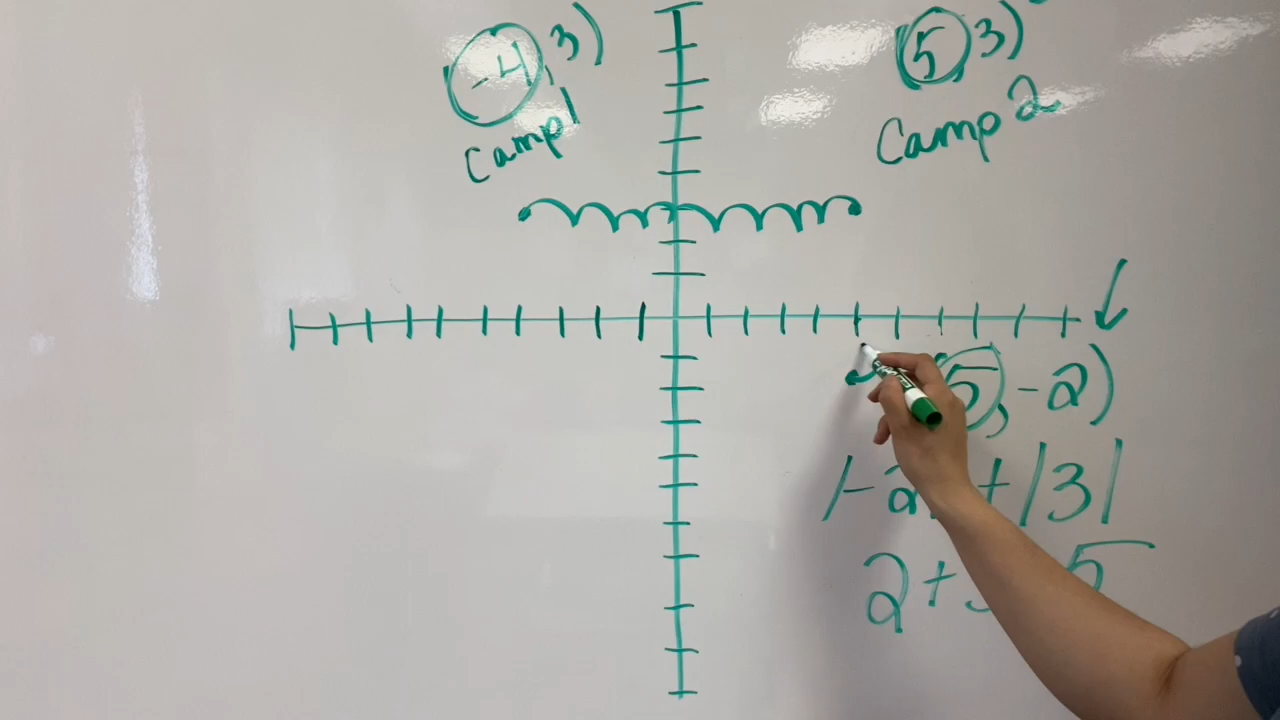 (-4, 3)
Camp 1
(5, 3)
Camp 2
(5, -2)
|-2| + |3|
2 + 3 5